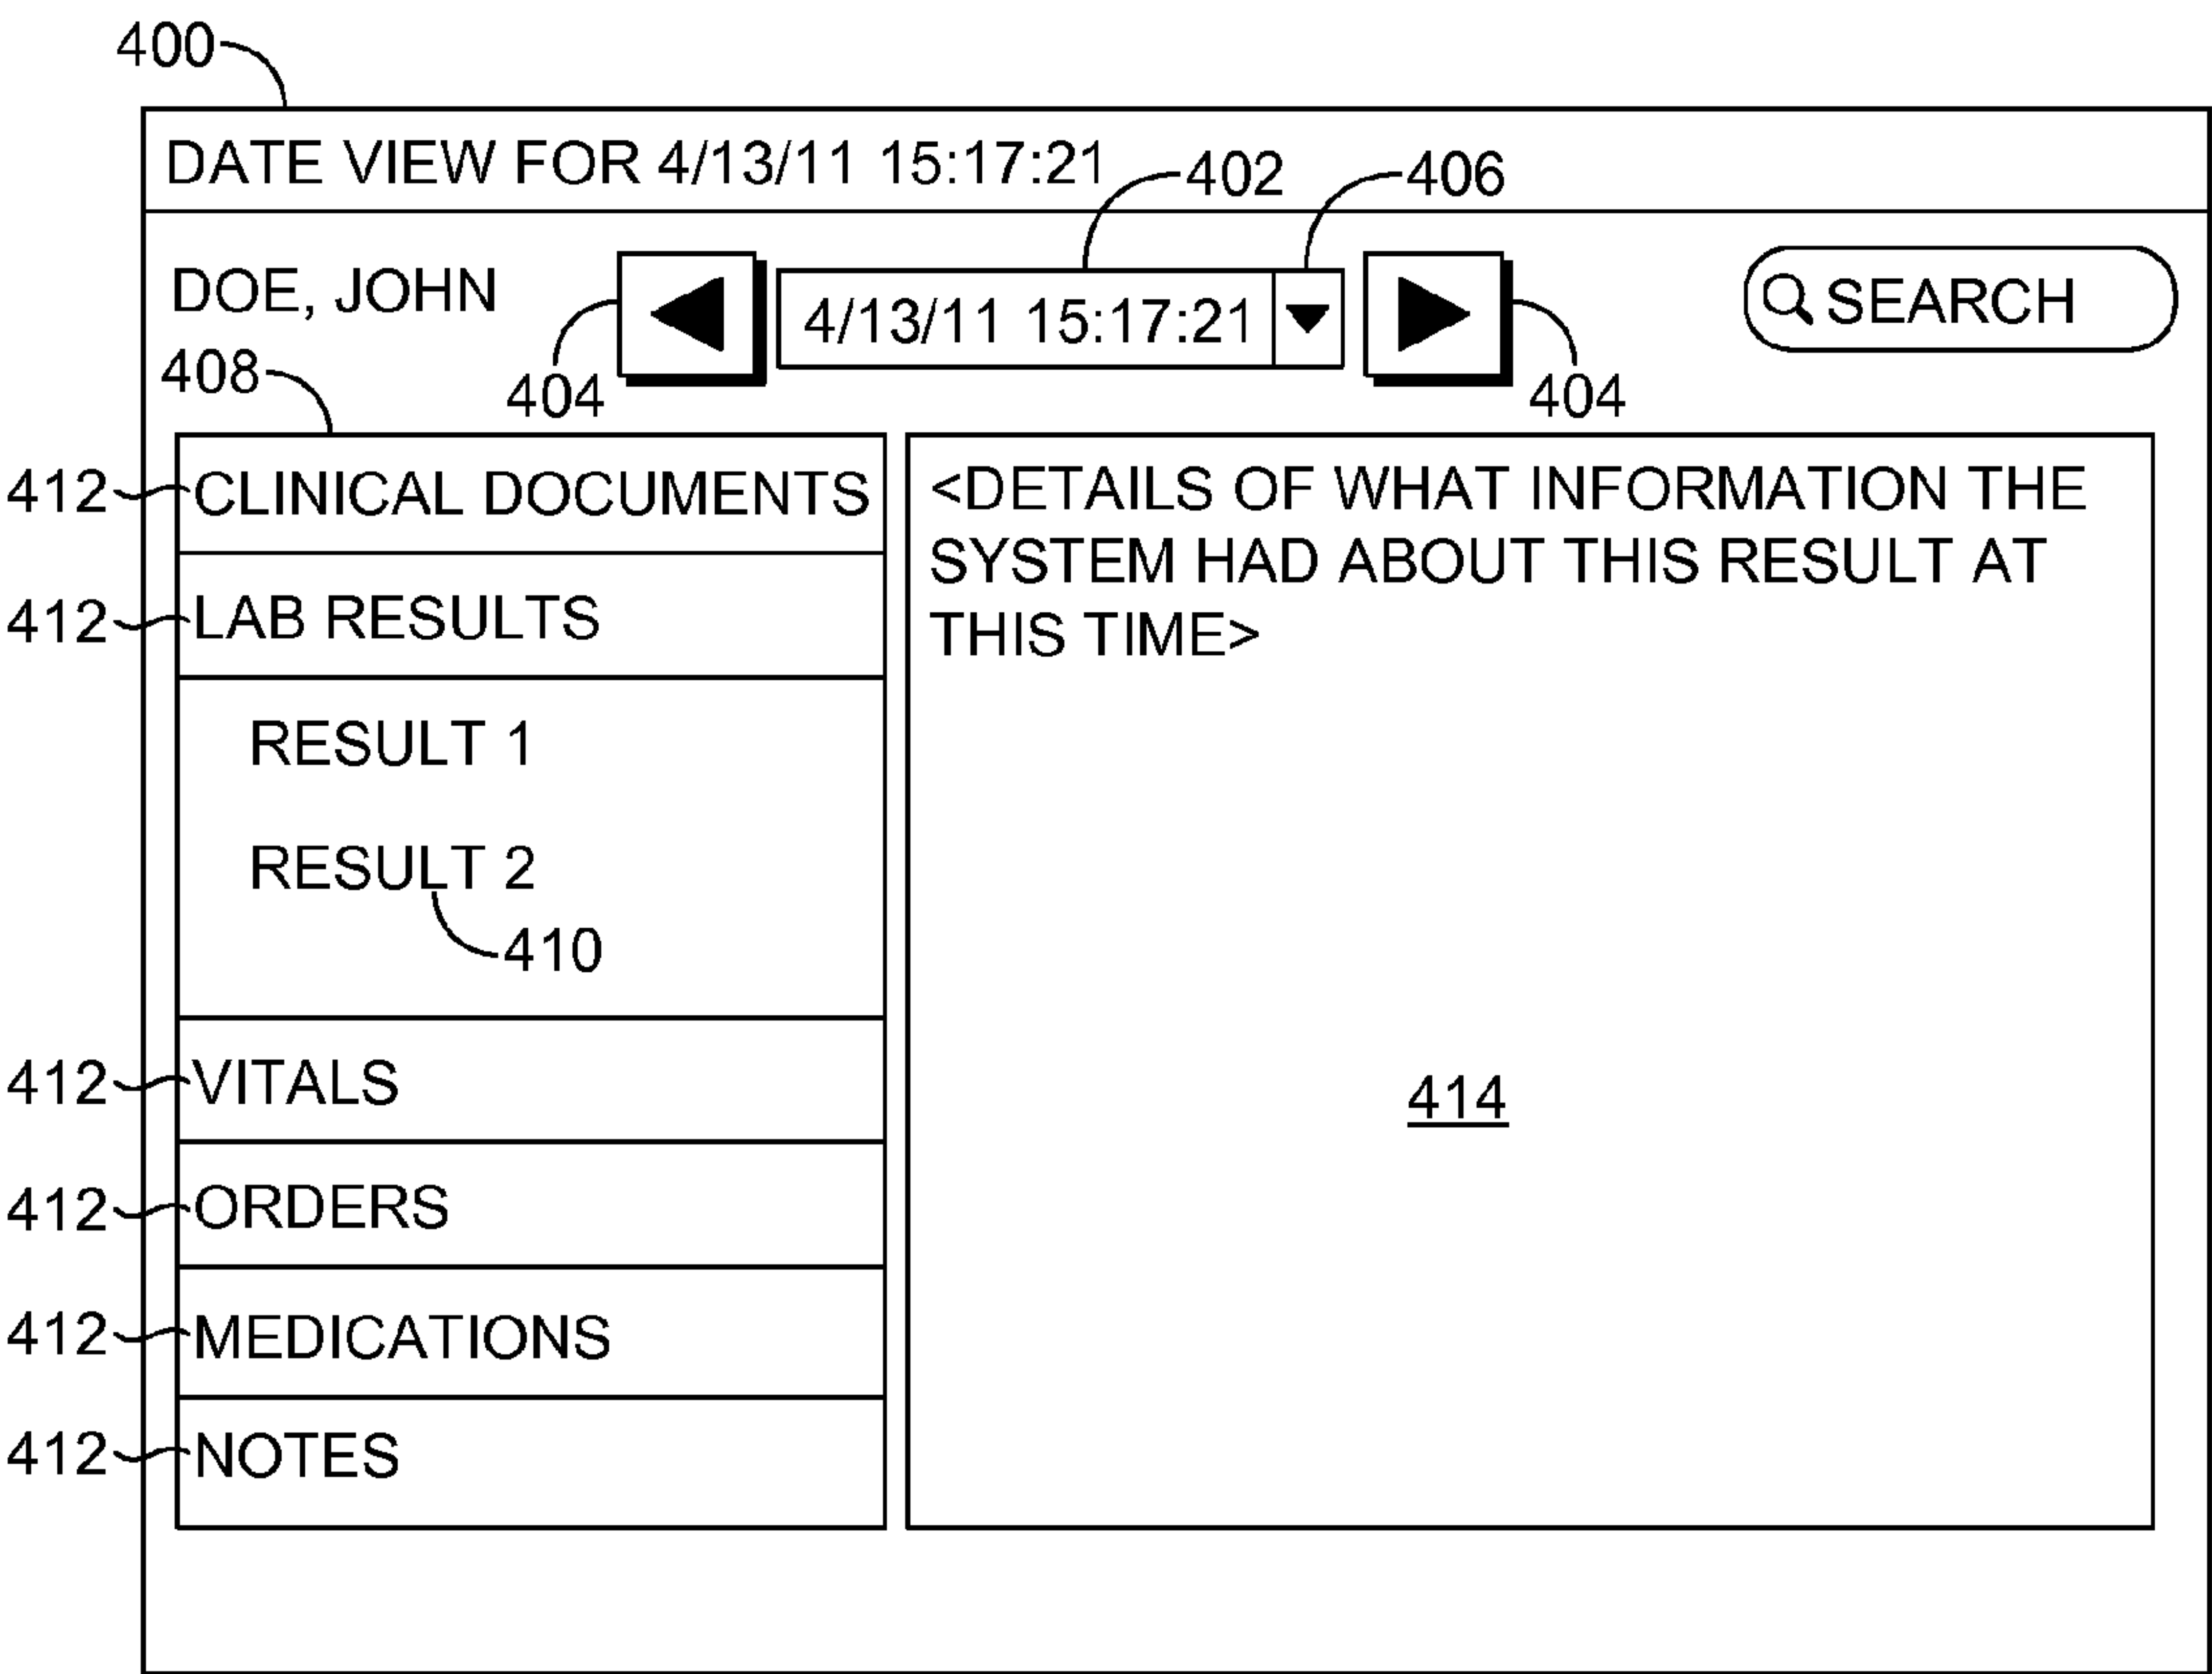 400
DATE VIEW FOR 4/13/11 15:17:21
402
406
DOE, JOHN
4/13/11 15:17:21
SEARCH
408
404
404
412 CLINICAL DOCUMENTS
412 LAB RESULTS
RESULT 1
RESULT 2
410
412 VITALS
412 ORDERS
412 MEDICATIONS
412 NOTES
<DETAILS OF WHAT INFORMATION THE
SYSTEM HAD ABOUT THIS RESULT AT
THIS TIME>
414